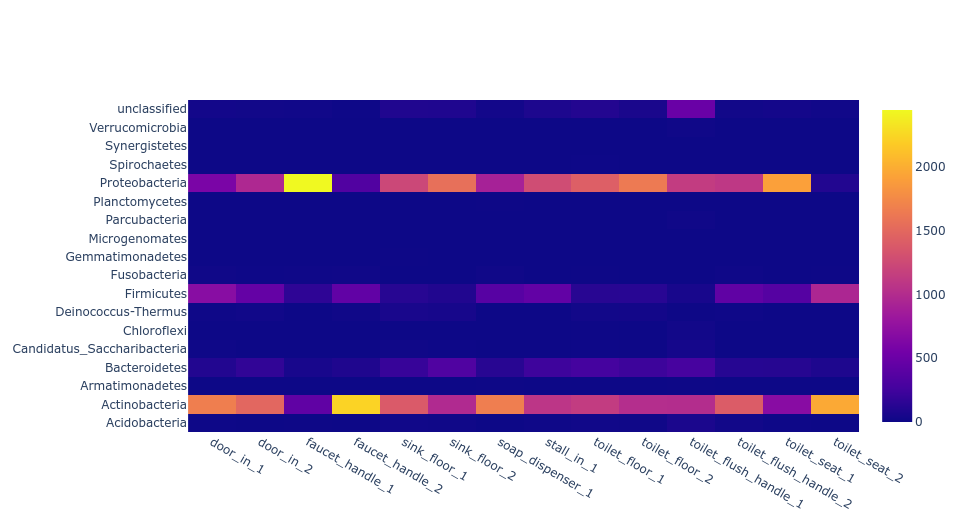 unclassified
Verrucomicrobia
Synergistetes
Spirochaetes
Proteobacteria
Planctomycetes
Parcubacteria
Microgenomates
Gemmatimonadetes
Fusobacteria
Firmicutes
Deinococcus-Thermus
Chloroflexi
Candidatus_Saccharibacteria
Bacteroidetes
Armatimonadetes
Actinobacteria
Acidobacteria
door_in_1
door_in_2
faucet_handle_1
faucet_handle_2
sink_floor_1
sink_floor_2
soap_dispenser_1
stall_in_1
toilet_floor_1
toilet_floor_2
toilet_flush_handle_1
toilet_flush_handle_2
toilet_seat_1
toilet_seat_2
2000
1500
1000
500
0